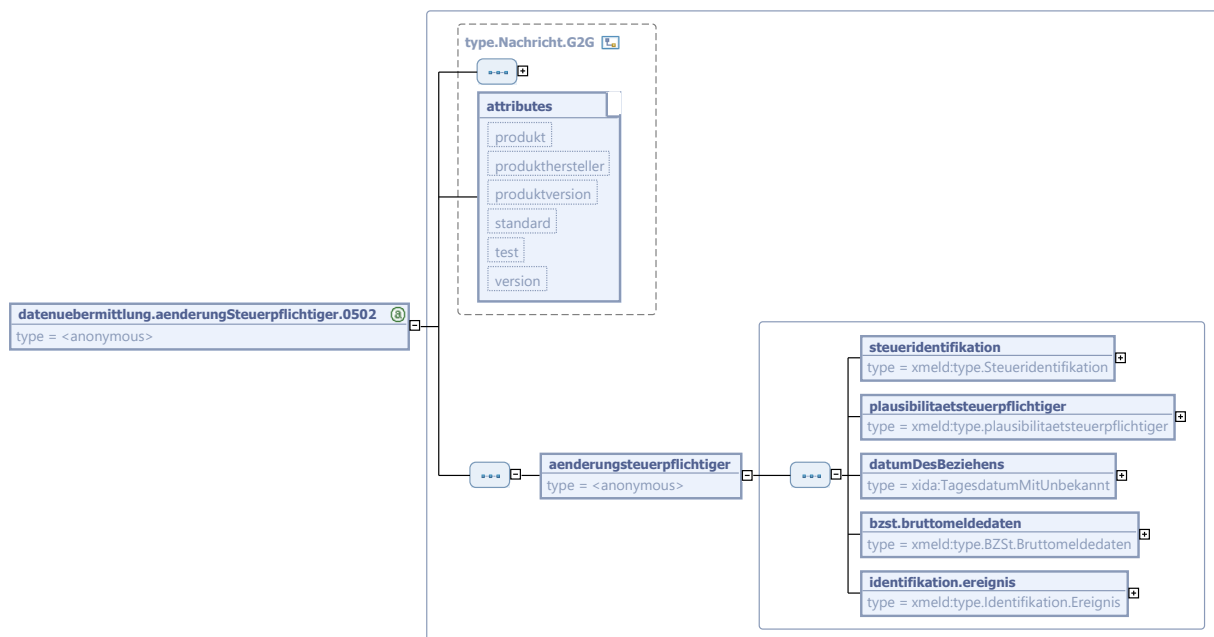 type.Nachricht.G2G
attributes
produkt
produkthersteller
produktversion
standard
test
version
datenuebermittlung.aenderungSteuerpflichtiger.0502 a
type = <anonymous>
aenderungsteuerpflichtiger
type = <anonymous>
steueridentifikation
type = xmeld:type.Steueridentifikation
plausibilitaetsteuerpflichtiger
type = xmeld:type.plausibilitaetsteuerpflichtiger
datumDesBeziehens
type = xida:TagesdatumMitUnbekannt
bzst.bruttomeldedaten
type = xmeld:type.BZSt.Bruttomeldedaten
identifikation.ereignis
type = xmeld:type.Identifikation.Ereignis